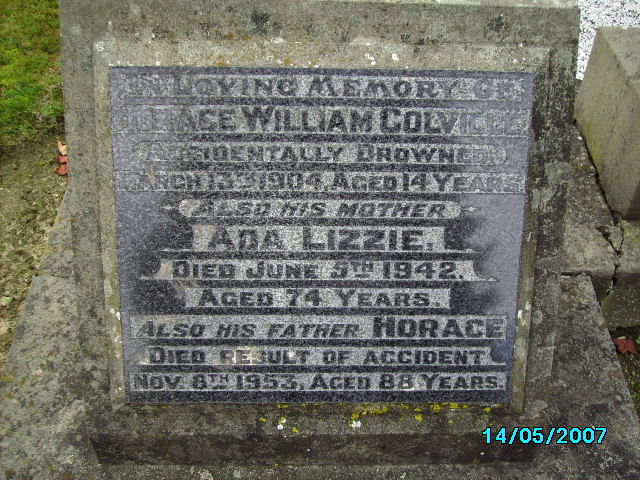 IN LOVING MEMORY OF
HORACE WILLIAM COLVIN
ACCIDENTALLY DROWNED
MARCH 1904, AGED 14 YEARS
ALSO HIS MOTHER
ADA LIZZIE,
DIED JUNE 9TH 1942.
AGED 74 YEARS.
ALSO HIS FATHER HORACE
DIED RESULT OF ACCIDENT
NOV. 8TH 1953, AGED 88 YEARS
14/05/2007